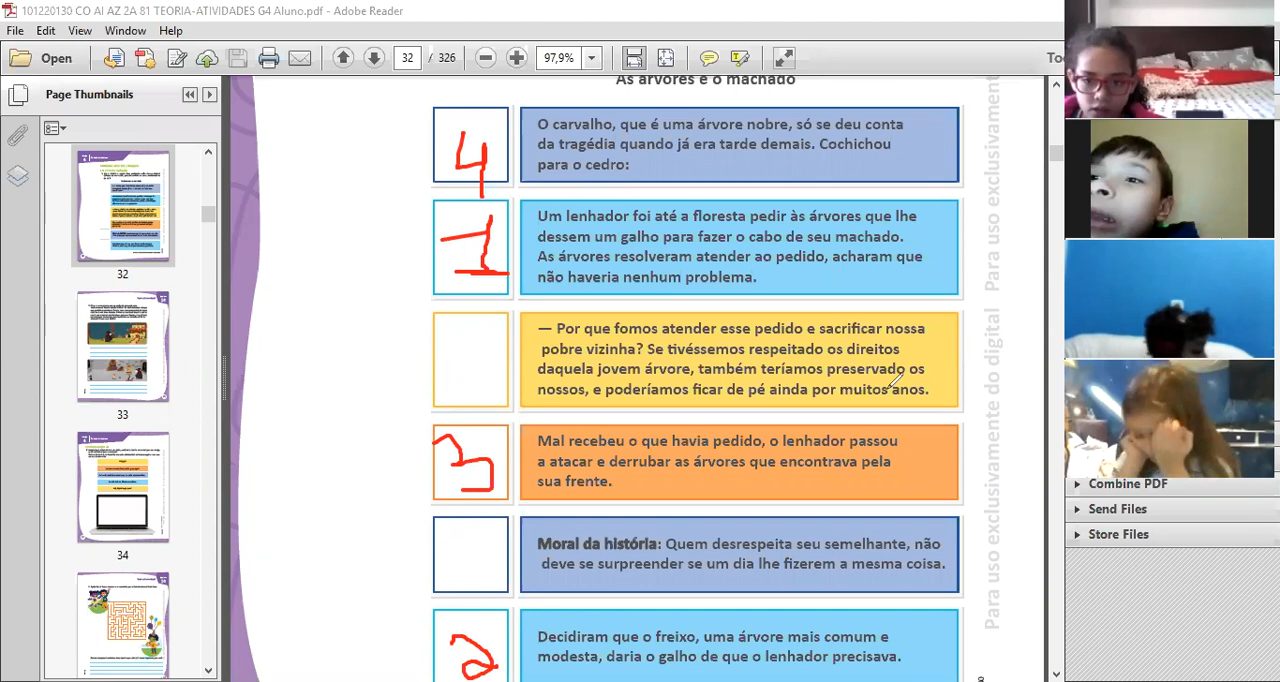 101220130 CO AI AZ 2A 81 TEORIA-ATIVIDADES G4 Aluno.pdf - Adobe Reader
File Edit View Window Help
Open
32 / 326
97,9%
Page Thumbnails
32
33
34
As árvores e o machado
4
O carvalho, que é uma árvore nobre, só se deu conta
da tragédia quando já era tarde demais. Cochichou
para o cedro:
1
Um lenhador foi até a floresta pedir às árvores que lhe
dessem um galho para fazer o cabo de seu machado.
As árvores resolveram atender ao pedido, acharam que
não haveria nenhum problema.
— Por que fomos atender esse pedido e sacrificar nossa
pobre vizinha? Se tivéssemos respeitado os direitos
daquela jovem árvore, também teríamos preservado os
nossos, e poderíamos ficar de pé ainda por muitos anos.
3
Mal recebeu o que havia pedido, o lenhador passou
a atacar e derrubar as árvores que encontrava pela
sua frente.
Moral da história: Quem desrespeita seu semelhante, não
deve se surpreender se um dia lhe fizerem a mesma coisa.
2
Decidiram que o freixo, uma árvore mais comum e
modesta, daria o galho de que o lenhador precisava.
Para uso exclusivamente do digital
Para uso exclusivamen
Combine PDF
Send Files
Store Files